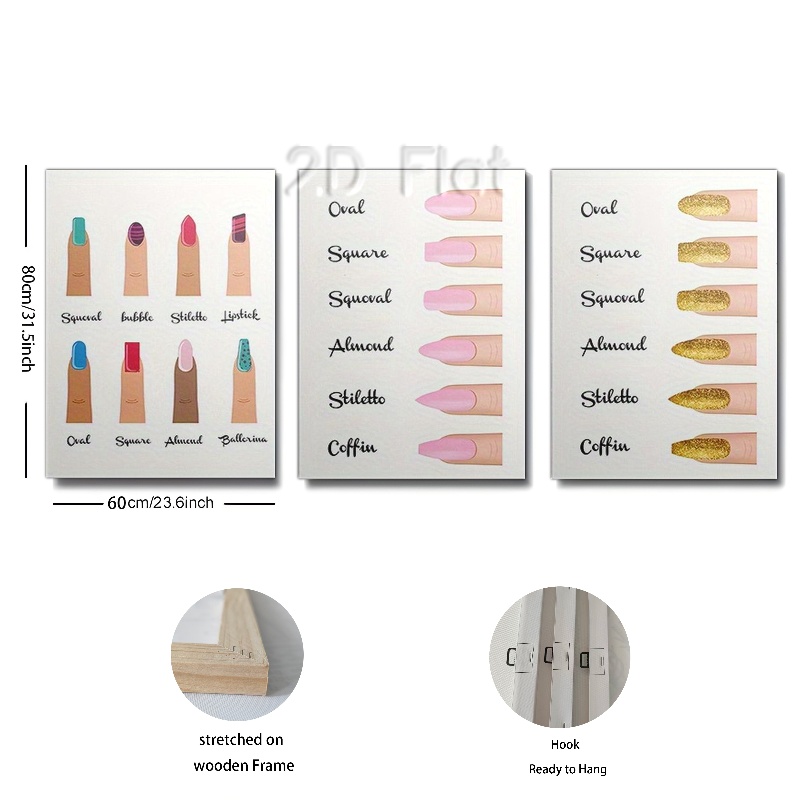 2D Flat
80cm/31.5inch
Squoval bubble Stiletto Lipstick
Oval Square Almond Ballerina
60cm/23.6inch
Oval
Square
Squoval
Almond
Stiletto
Coffin
Oval
Square
Squoval
Almond
Stiletto
Coffin
stretched on
wooden Frame
Hook
Ready to Hang